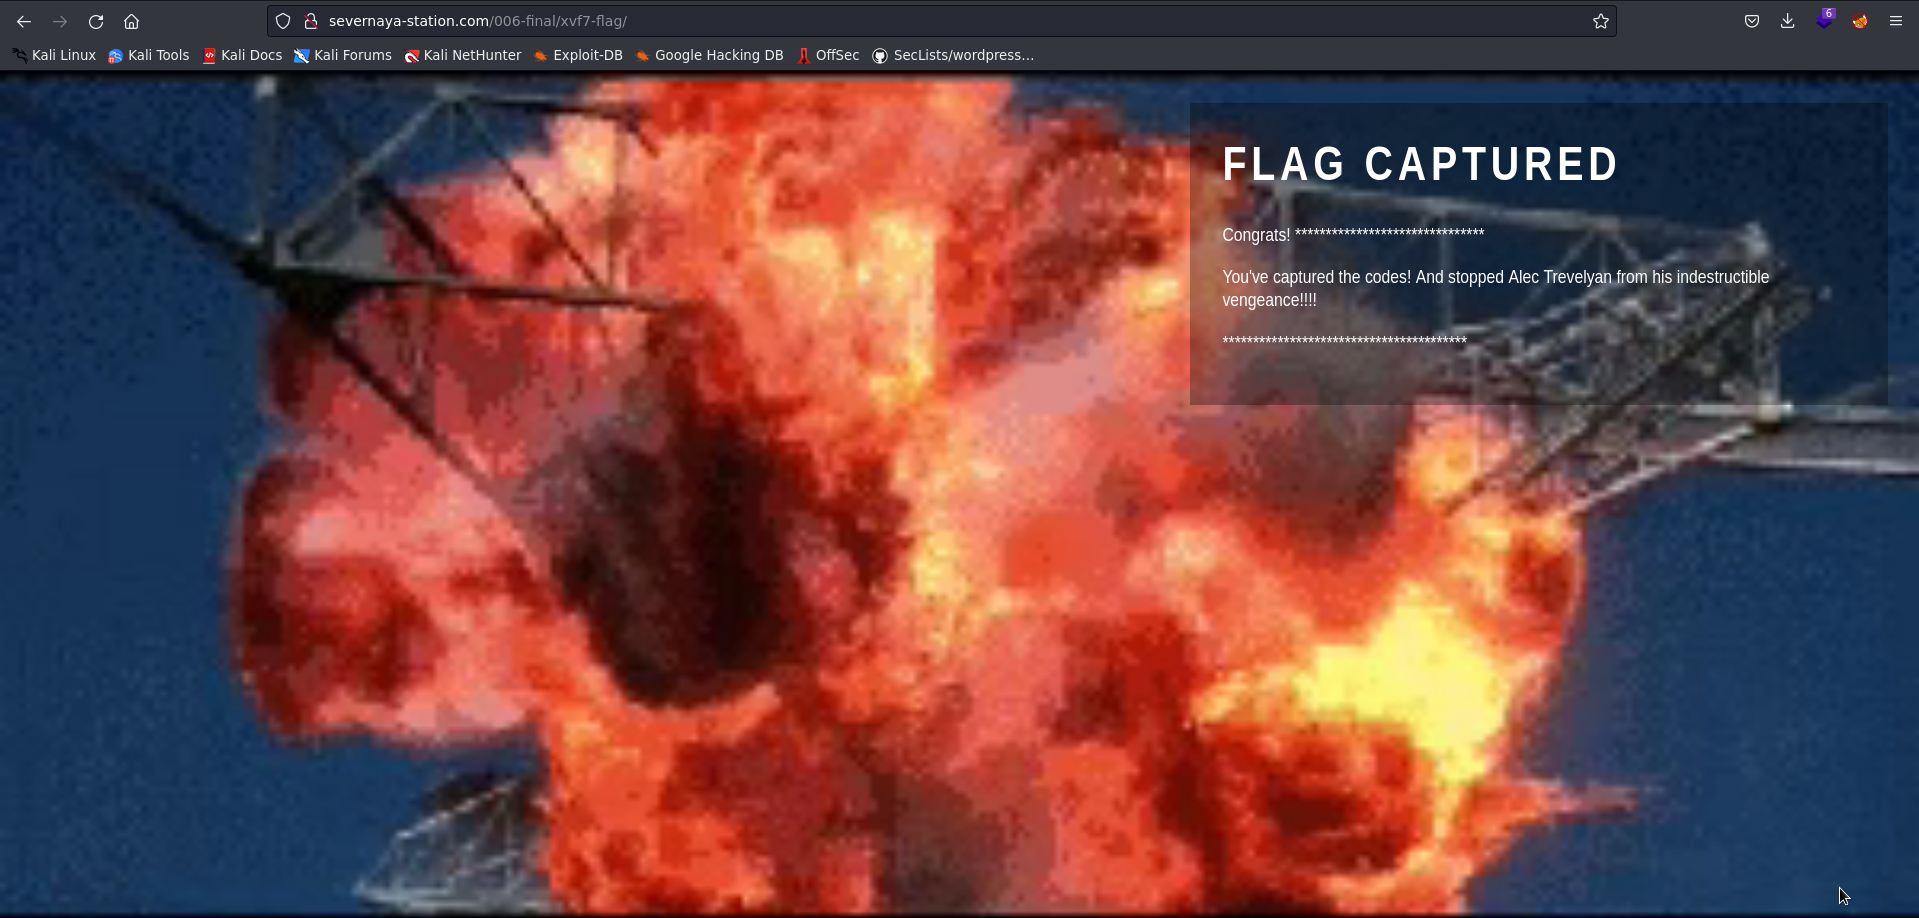 severnaya-station.com/006-final/xvf7-flag/
6
Kali Linux Kali Tools Kali Docs Kali Forums Kali NetHunter Exploit-DB Google Hacking DB OffSec SecLists/wordpress...
FLAG CAPTURED
Congrats! *******************************
You've captured the codes! And stopped Alec Trevelyan from his indestructible
vengeance!!!!
****************************************